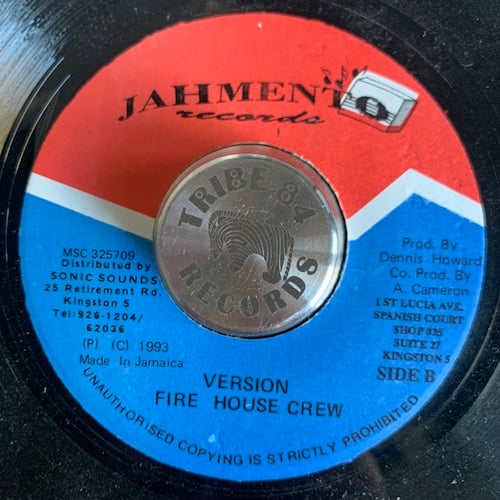 JAHMENTO
records
TRIBE 84
RECORDS
MSC 325709
Distributed by
SONIC SOUNDS
25 Retirement Rd.
Kingston 5
Tel: 926-1204/
62036
(P) (C) 1993
Made In Jamaica
Prod. By
Dennis Howard
Co. Prod. By
A. Cameron
1 ST LUCIA AVE.
SPANISH COURT
SHOP #35
SUITE 27
KINGSTON 5
SIDE B
VERSION
FIRE HOUSE CREW
UNAUTHORISED COPYING IS STRICTLY PROHIBITED